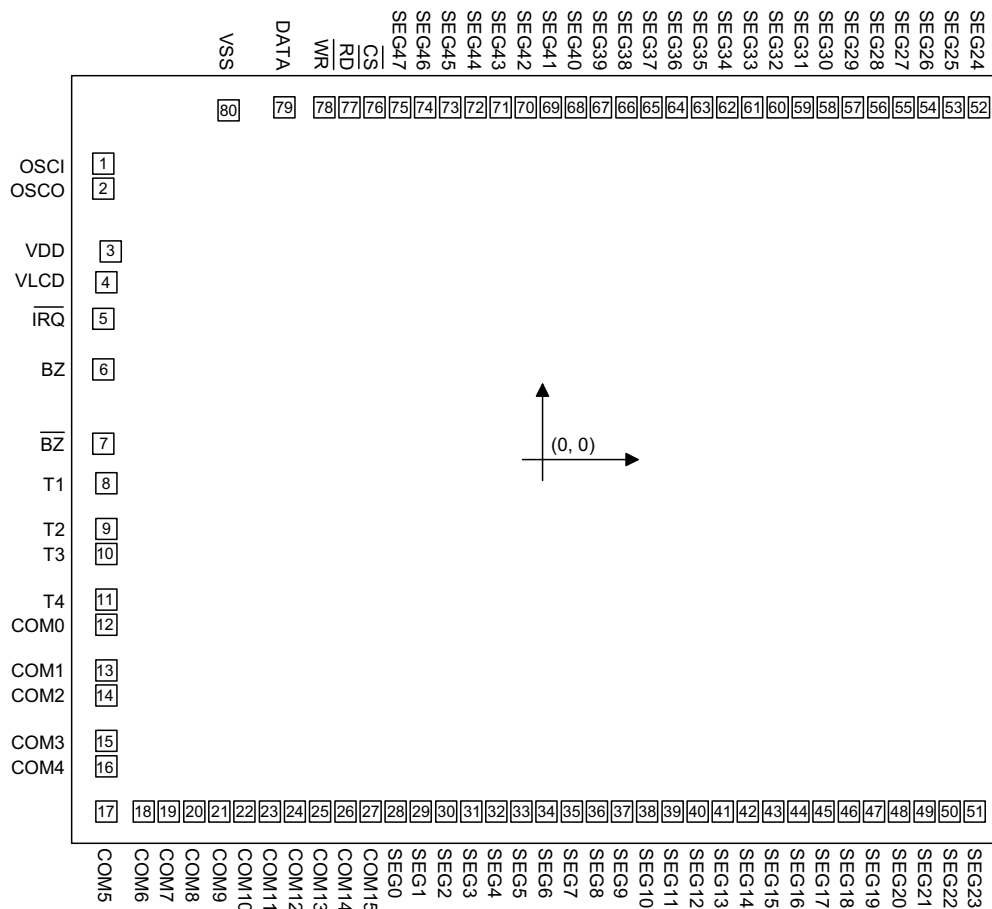 VSS DATA W̅R̅ R̅D̅ C̅S̅ SEG47 SEG46 SEG45 SEG44 SEG43 SEG42 SEG41 SEG40 SEG39 SEG38 SEG37 SEG36 SEG35 SEG34 SEG33 SEG32 SEG31 SEG30 SEG29 SEG28 SEG27 SEG26 SEG25 SEG24
80 79 78 77 76 75 74 73 72 71 70 69 68 67 66 65 64 63 62 61 60 59 58 57 56 55 54 53 52
OSCI 1
OSCO 2
VDD 3
VLCD 4
I̅R̅Q̅ 5
BZ 6
B̅Z̅ 7
(0, 0)
T1 8
T2 9
T3 10
T4 11
COM0 12
COM1 13
COM2 14
COM3 15
COM4 16
17 18 19 20 21 22 23 24 25 26 27 28 29 30 31 32 33 34 35 36 37 38 39 40 41 42 43 44 45 46 47 48 49 50 51
COM5 COM6 COM7 COM8 COM9 COM10 COM11 COM12 COM13 COM14 COM15 SEG0 SEG1 SEG2 SEG3 SEG4 SEG5 SEG6 SEG7 SEG8 SEG9 SEG10 SEG11 SEG12 SEG13 SEG14 SEG15 SEG16 SEG17 SEG18 SEG19 SEG20 SEG21 SEG22 SEG23